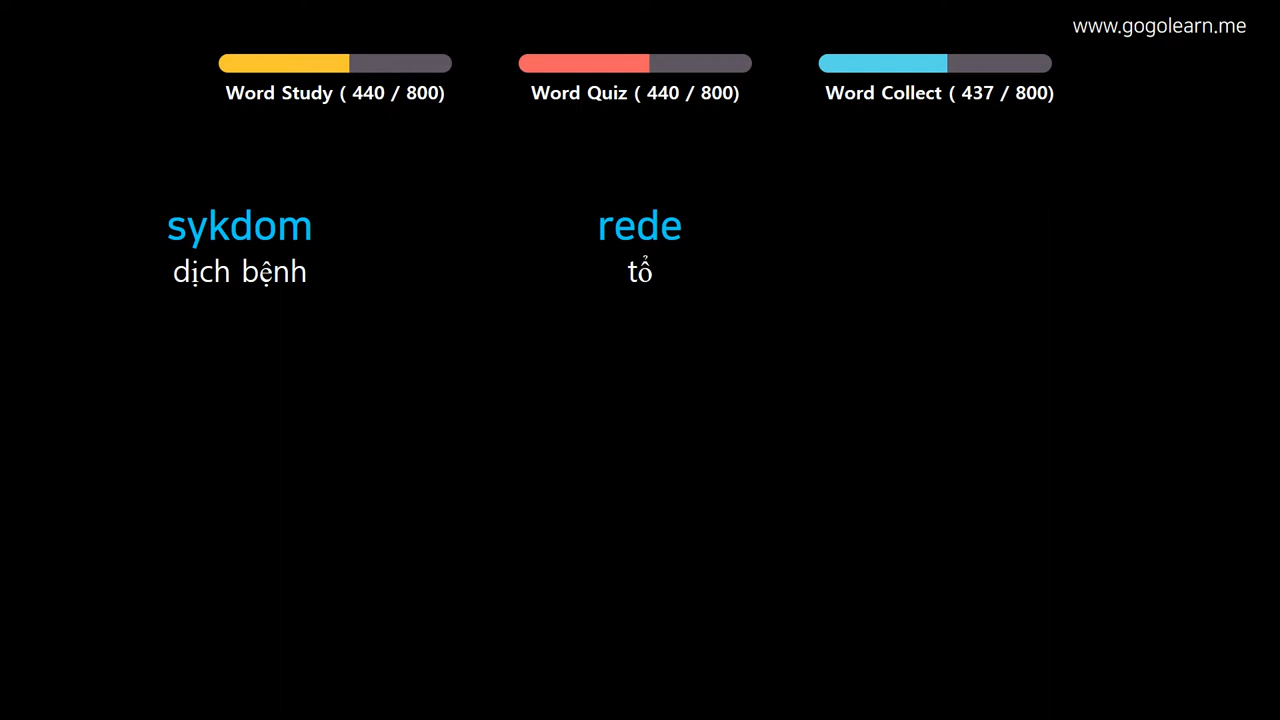 www.gogolearn.me
Word Study ( 440 / 800)
Word Quiz ( 440 / 800)
Word Collect ( 437 / 800)
sykdom
dịch bệnh
rede
tổ